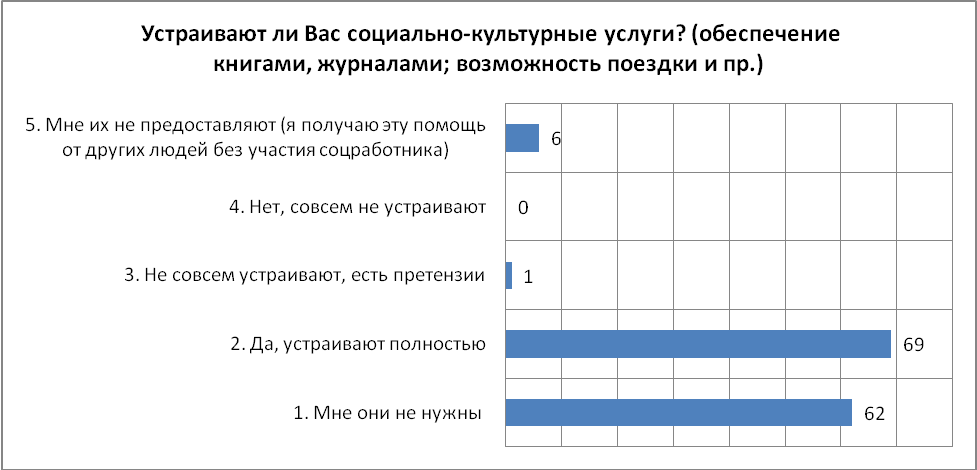 Устраивают ли Вас социально-культурные услуги? (обеспечение
книгами, журналами; возможность поездки и пр.)
5. Мне их не предоставляют (я получаю эту помощь
от других людей без участия соцработника)
6
4. Нет, совсем не устраивают
0
3. Не совсем устраивают, есть претензии
1
2. Да, устраивают полностью
69
1. Мне они не нужны
62